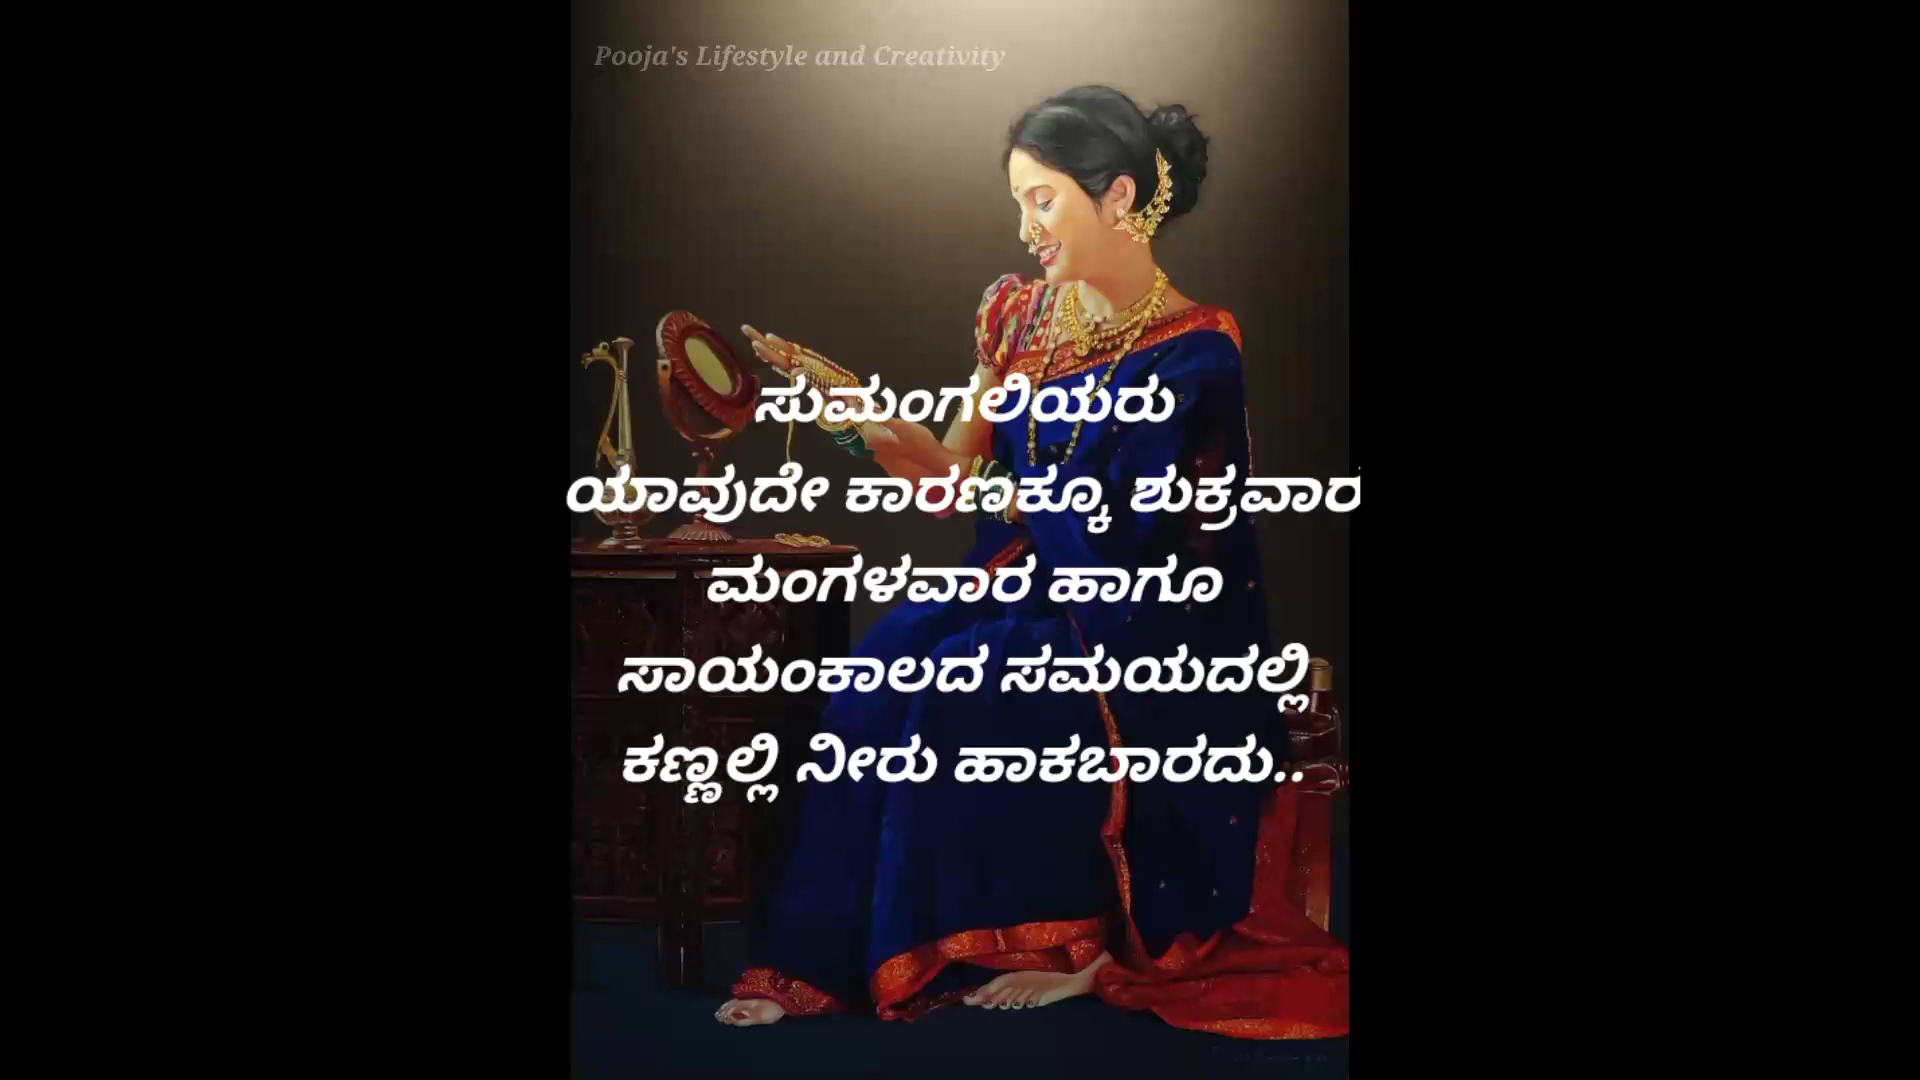 Pooja's Lifestyle and Creativity
ಸುಮಂಗಲಿಯರು
ಯಾವುದೇ ಕಾರಣಕ್ಕೂ ಶುಕ್ರವಾರ
ಮಂಗಳವಾರ ಹಾಗೂ
ಸಾಯಂಕಾಲದ ಸಮಯದಲ್ಲಿ
ಕಣ್ಣಲ್ಲಿ ನೀರು ಹಾಕಬಾರದು..